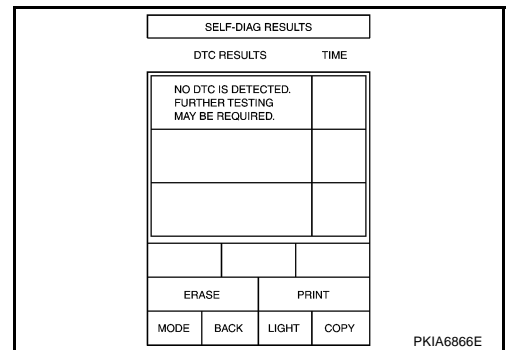 SELF-DIAG RESULTS
DTC RESULTS TIME
NO DTC IS DETECTED.
FURTHER TESTING
MAY BE REQUIRED.
ERASE PRINT
MODE BACK LIGHT COPY
PKIA6866E